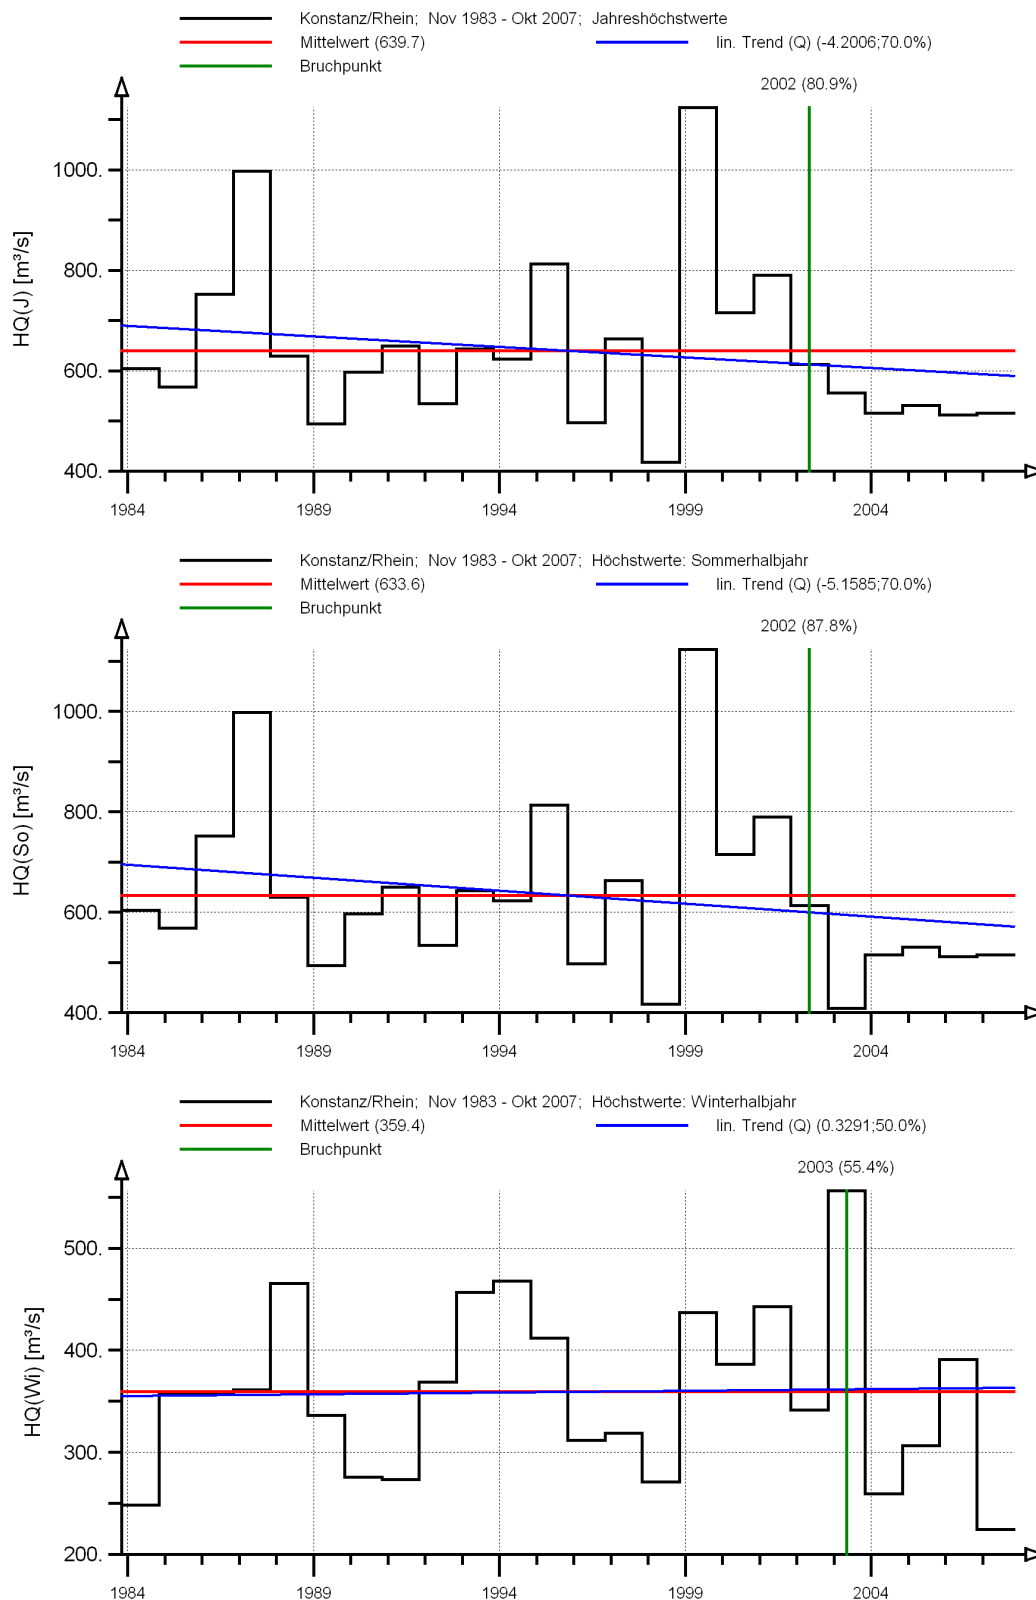 Konstanz/Rhein; Nov 1983 - Okt 2007; Jahreshöchstwerte
Mittelwert (639.7) lin. Trend (Q) (-4.2006;70.0%)
Bruchpunkt
2002 (80.9%)
HQ(J) [m³/s]
1000.
800.
600.
400.
1984 1989 1994 1999 2004
Konstanz/Rhein; Nov 1983 - Okt 2007; Höchstwerte: Sommerhalbjahr
Mittelwert (633.6) lin. Trend (Q) (-5.1585;70.0%)
Bruchpunkt
2002 (87.8%)
HQ(So) [m³/s]
1000.
800.
600.
400.
1984 1989 1994 1999 2004
Konstanz/Rhein; Nov 1983 - Okt 2007; Höchstwerte: Winterhalbjahr
Mittelwert (359.4) lin. Trend (Q) (0.3291;50.0%)
Bruchpunkt
2003 (55.4%)
HQ(Wi) [m³/s]
500.
400.
300.
200.
1984 1989 1994 1999 2004